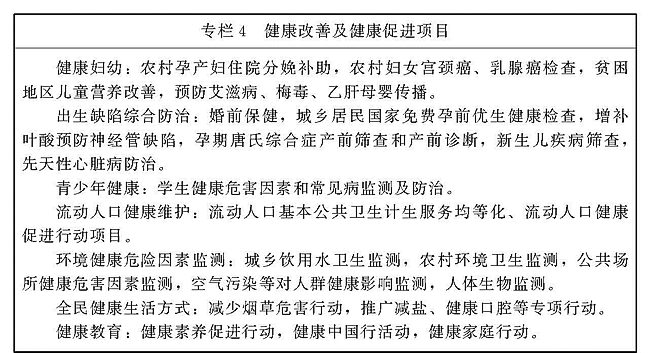 专栏 4 健康改善及健康促进项目
健康妇幼：农村孕产妇住院分娩补助，农村妇女宫颈癌、乳腺癌检查，贫困
地区儿童营养改善，预防艾滋病、梅毒、乙肝母婴传播。
出生缺陷综合防治：婚前保健，城乡居民国家免费孕前优生健康检查，增补
叶酸预防神经管缺陷，孕期唐氏综合症产前筛查和产前诊断，新生儿疾病筛查，
先天性心脏病防治。
青少年健康：学生健康危害因素和常见病监测及防治。
流动人口健康维护：流动人口基本公共卫生计生服务均等化、流动人口健康
促进行动项目。
环境健康危险因素监测：城乡饮用水卫生监测，农村环境卫生监测，公共场
所健康危害因素监测，空气污染等对人群健康影响监测，人体生物监测。
全民健康生活方式：减少烟草危害行动，推广减盐、健康口腔等专项行动。
健康教育：健康素养促进行动，健康中国行活动，健康家庭行动。